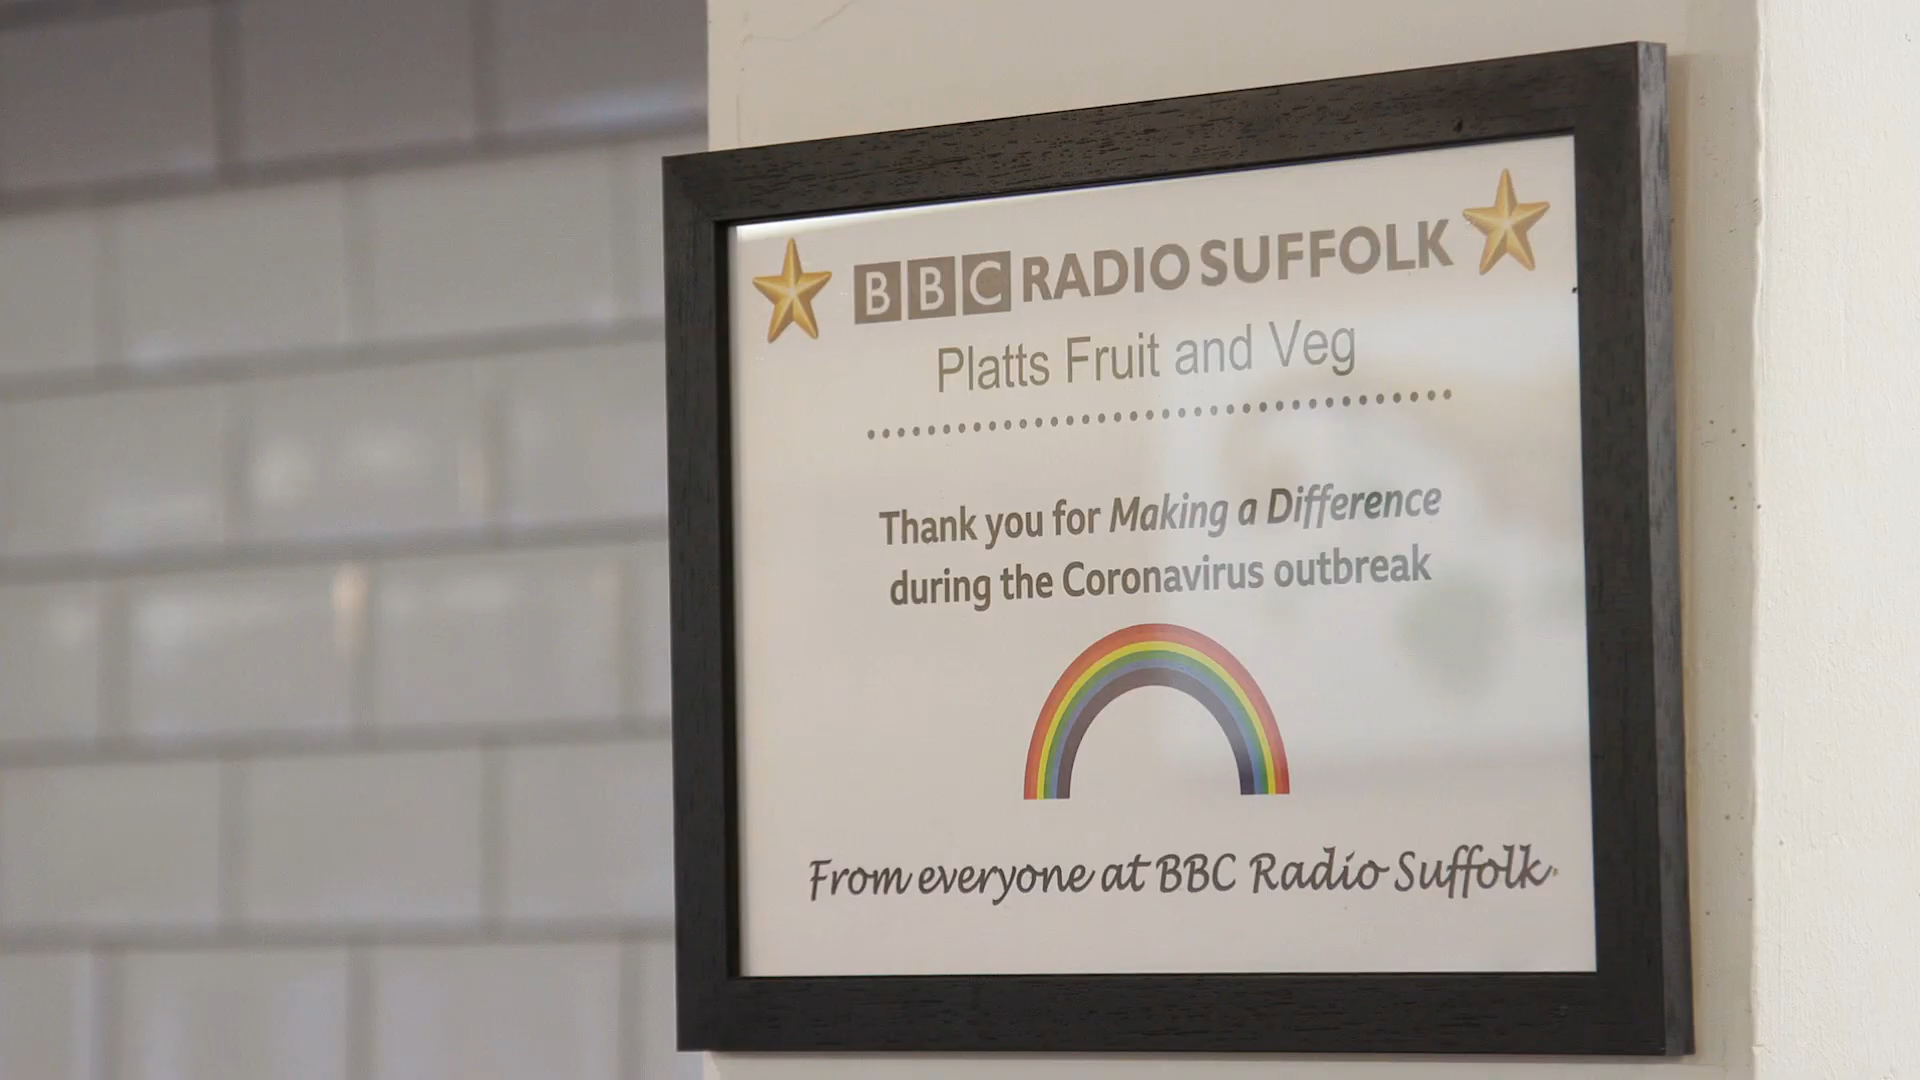 BBC RADIO SUFFOLK
Platts Fruit and Veg
Thank you for Making a Difference
during the Coronavirus outbreak
From everyone at BBC Radio Suffolk